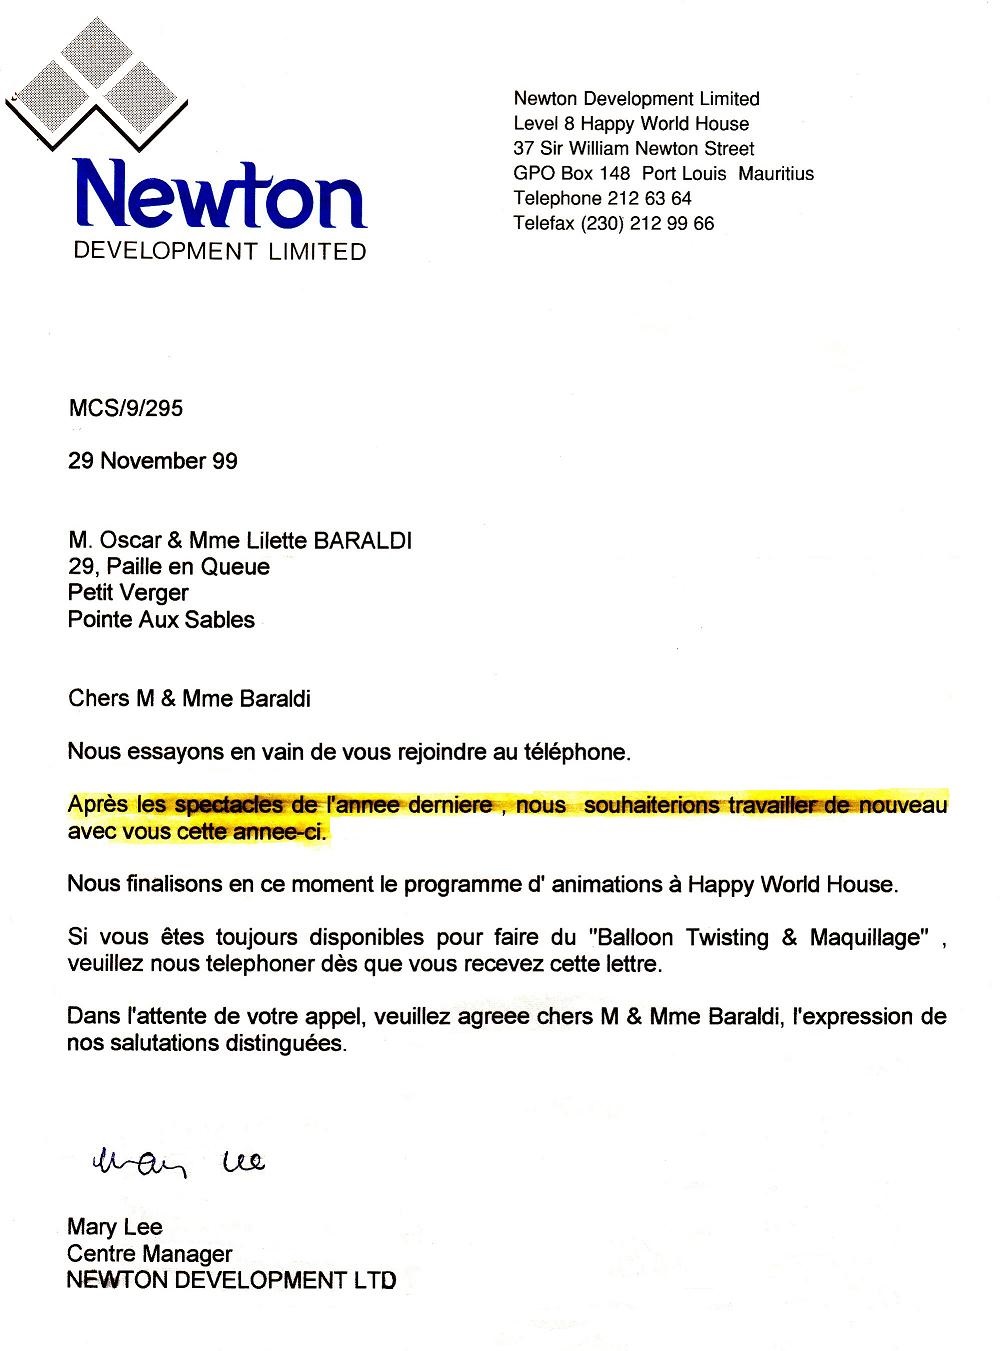 Newton
DEVELOPMENT LIMITED
Newton Development Limited
Level 8 Happy World House
37 Sir William Newton Street
GPO Box 148 Port Louis Mauritius
Telephone 212 63 64
Telefax (230) 212 99 66
MCS/9/295
29 November 99
M. Oscar & Mme Lilette BARALDI
29, Paille en Queue
Petit Verger
Pointe Aux Sables
Chers M & Mme Baraldi
Nous essayons en vain de vous rejoindre au téléphone.
Après les spectacles de l'annee derniere , nous souhaiterions travailler de nouveau
avec vous cette annee-ci.
Nous finalisons en ce moment le programme d' animations à Happy World House.
Si vous êtes toujours disponibles pour faire du "Balloon Twisting & Maquillage" ,
veuillez nous telephoner dès que vous recevez cette lettre.
Dans l'attente de votre appel, veuillez agreee chers M & Mme Baraldi, l'expression de
nos salutations distinguées.
Mary Lee
Mary Lee
Centre Manager
NEWTON DEVELOPMENT LTD